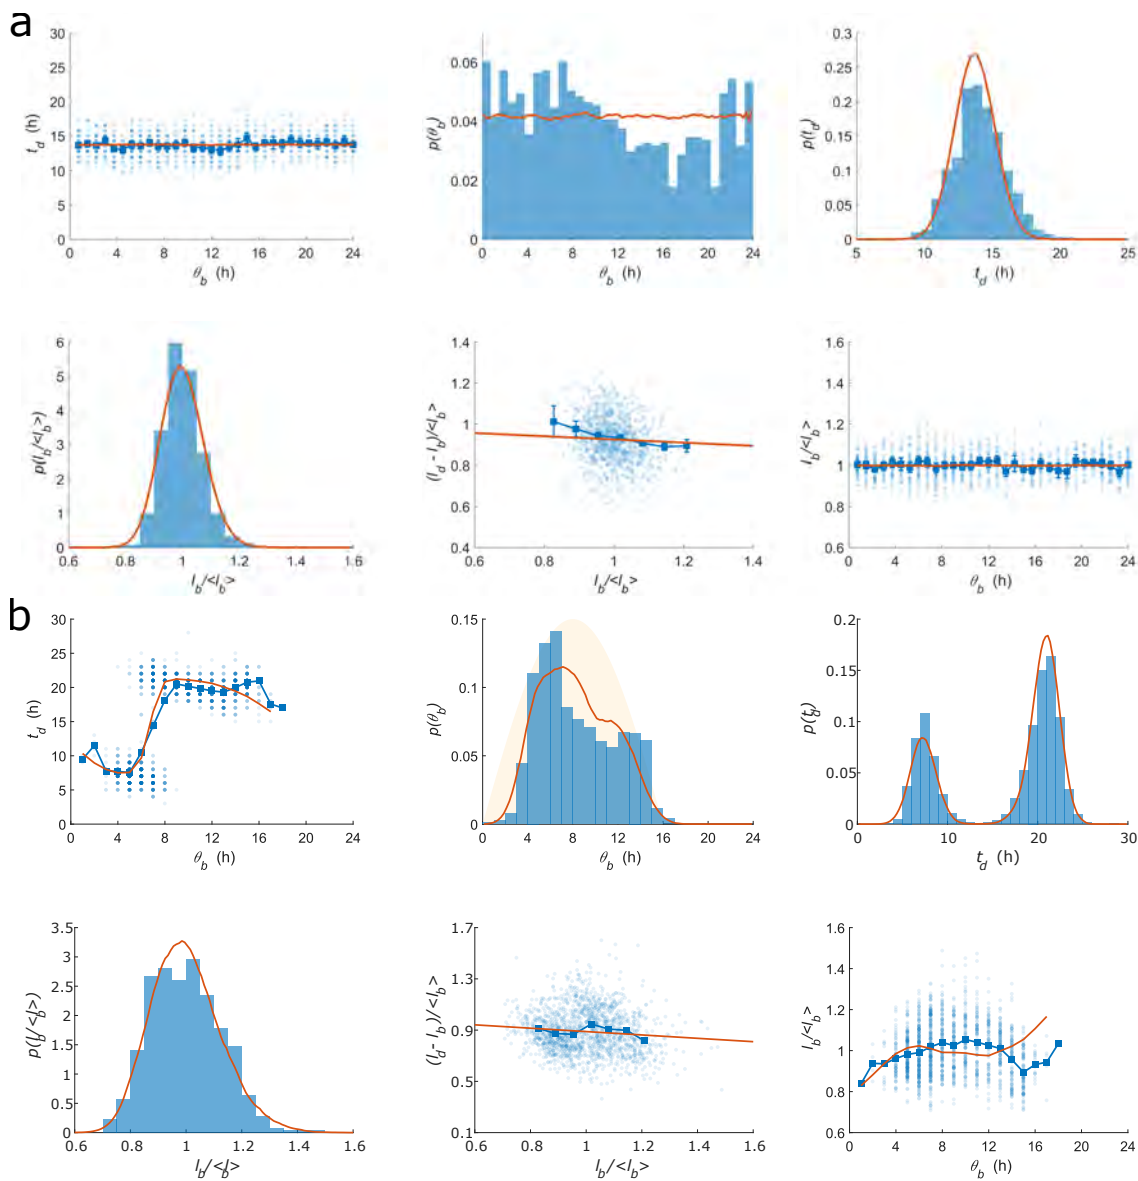 a
30
25
20
15
10
5
0
t_d (h)
0 4 8 12 16 20 24
θ_b (h)
0.06
0.04
0.02
0
p(θ_b)
0 4 8 12 16 20 24
θ_b (h)
0.3
0.25
0.2
0.15
0.1
0.05
0
p(t_d)
5 10 15 20 25
t_d (h)
6
5
4
3
2
1
0
p(l_b/<l_b>)
0.6 0.8 1 1.2 1.4 1.6
l_b/<l_b>
1.4
1.2
1
0.8
0.6
0.4
(l_d - l_b)/<l_b>
0.6 0.8 1 1.2 1.4
l_b/<l_b>
1.6
1.4
1.2
1
0.8
0.6
l_b/<l_b>
0 4 8 12 16 20 24
θ_b (h)
b
30
25
20
15
10
5
0
t_d (h)
0 4 8 12 16 20 24
θ_b (h)
0.15
0.1
0.05
0
p(θ_b)
0 4 8 12 16 20 24
θ_b (h)
0.2
0.15
0.1
0.05
0
p(t_d)
0 10 20 30
t_d (h)
3.5
3
2.5
2
1.5
1
0.5
0
p(l_b/<l_b>)
0.6 0.8 1 1.2 1.4 1.6
l_b/<l_b>
1.7
1.3
0.9
0.5
0.1
(l_d - l_b)/<l_b>
0.6 0.8 1 1.2 1.4 1.6
l_b/<l_b>
1.6
1.4
1.2
1
0.8
0.6
l_b/<l_b>
0 4 8 12 16 20 24
θ_b (h)